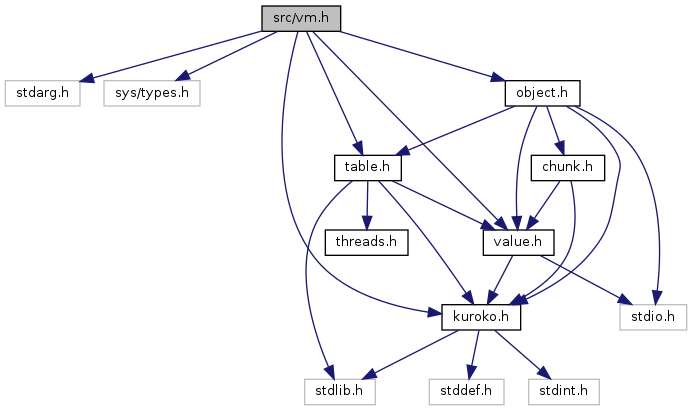 src/vm.h
stdarg.h
sys/types.h
object.h
table.h
chunk.h
threads.h
value.h
kuroko.h
stdio.h
stdlib.h
stddef.h
stdint.h